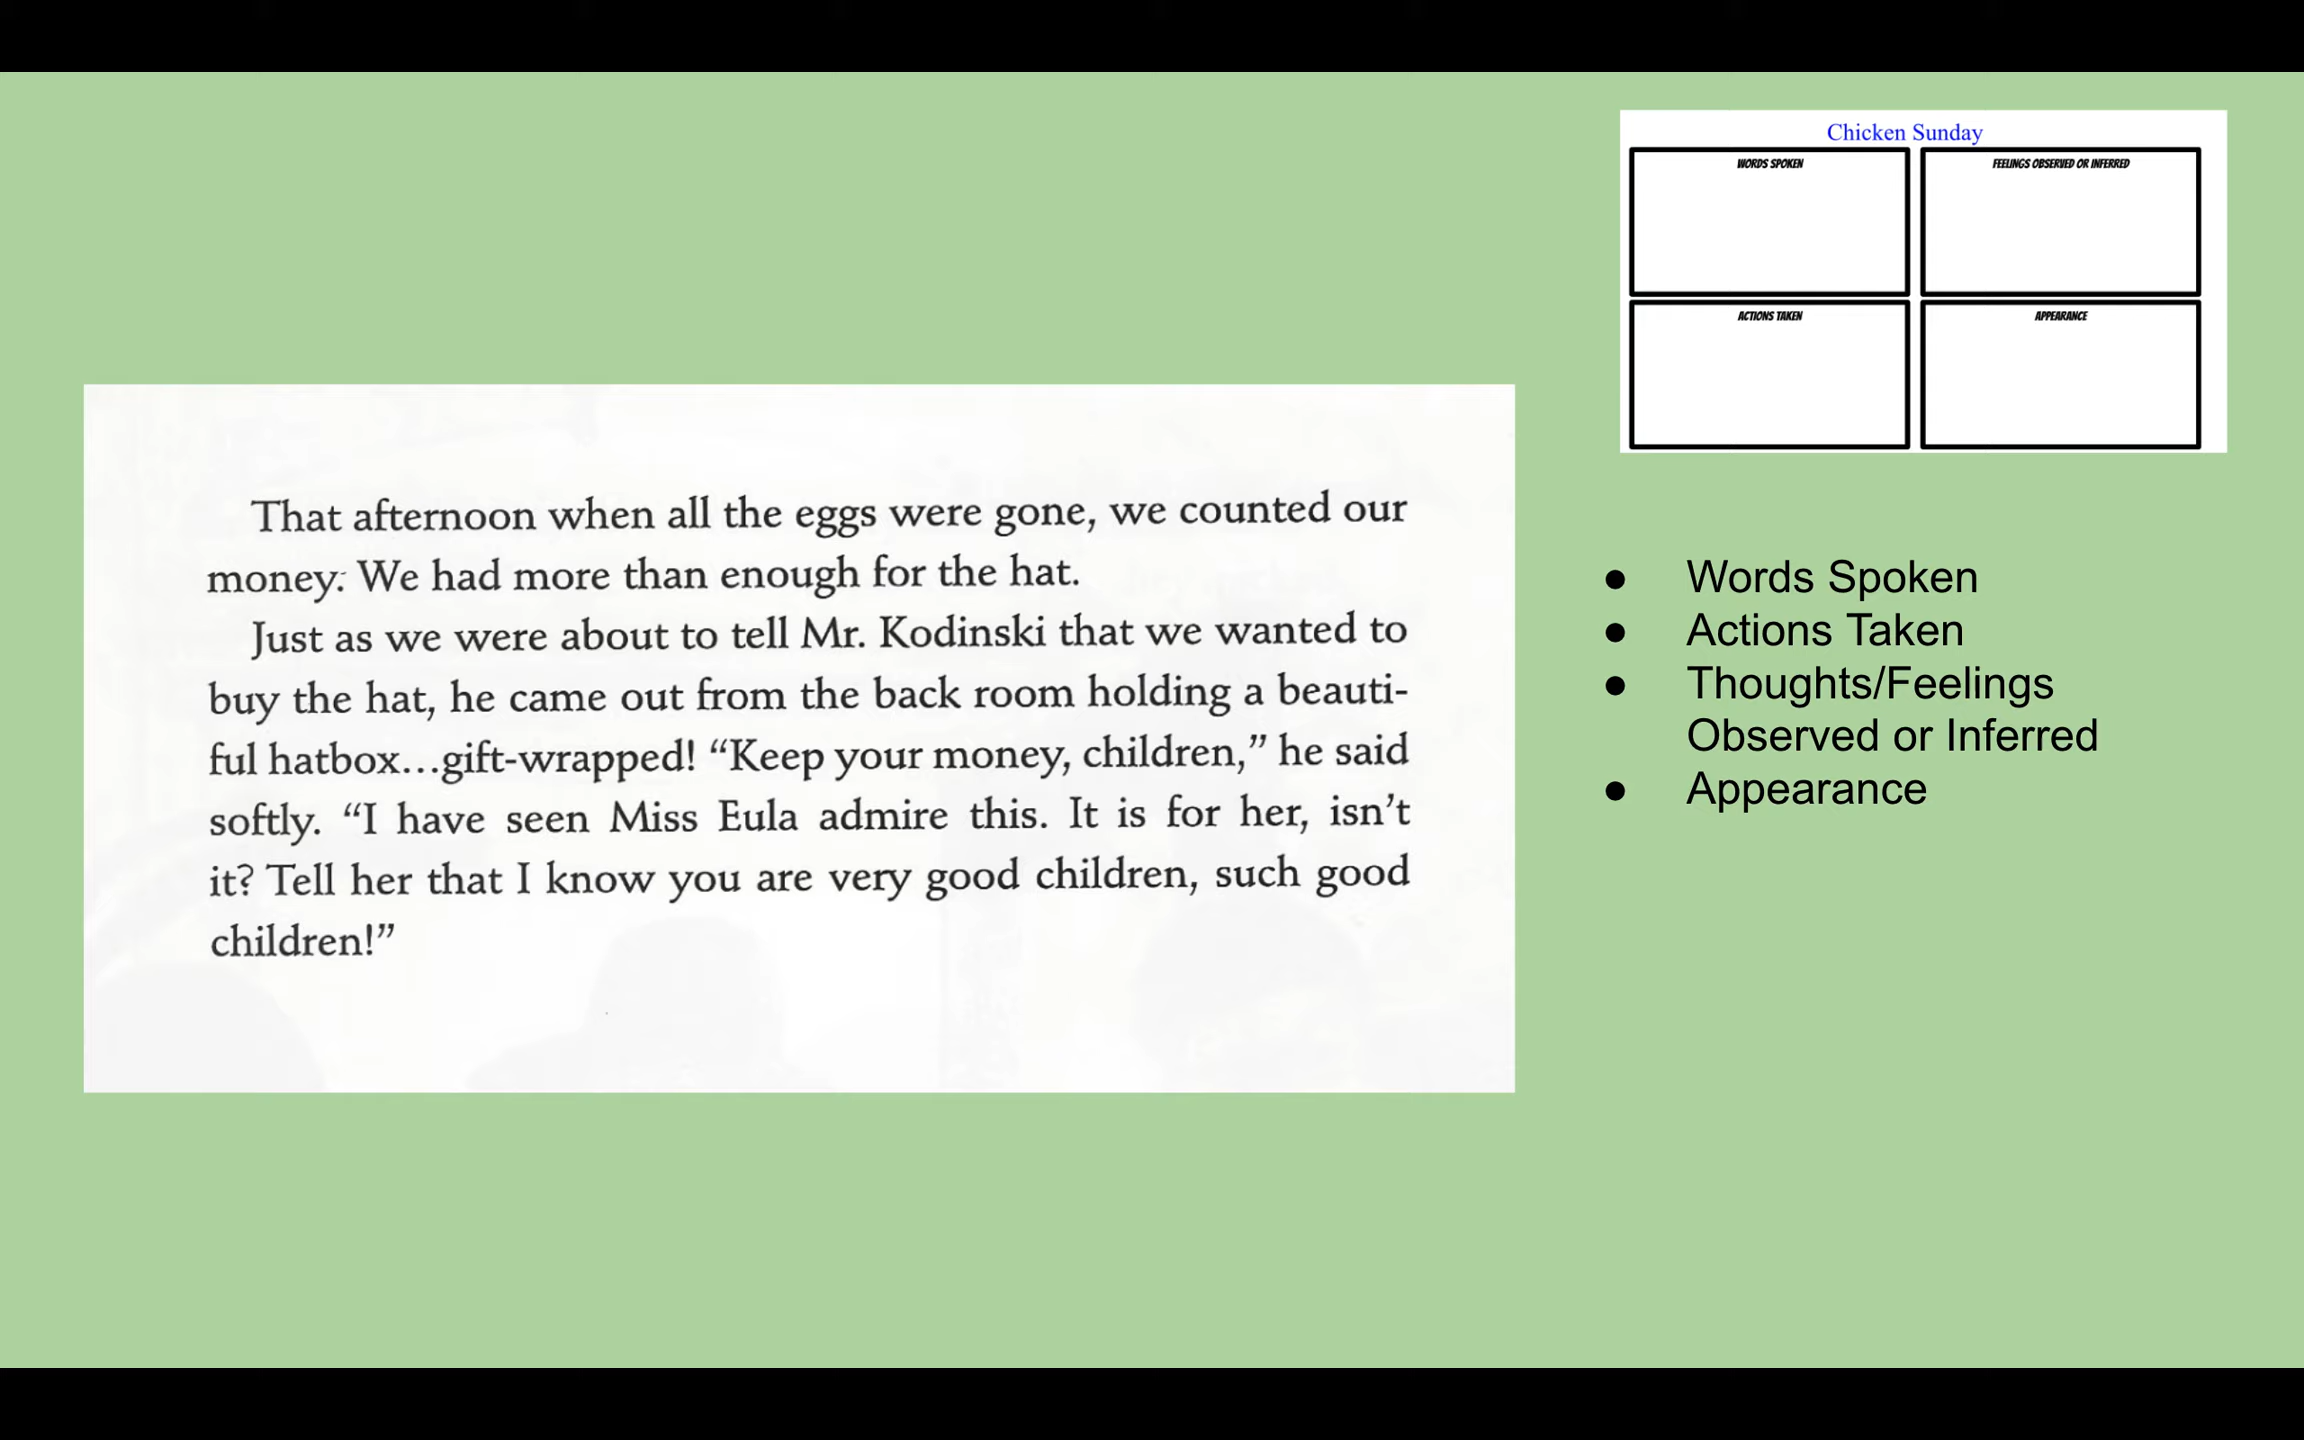 Chicken Sunday
WORDS SPOKEN
FEELINGS OBSERVED OR INFERRED
ACTIONS TAKEN
APPEARANCE
That afternoon when all the eggs were gone, we counted our
money. We had more than enough for the hat.
Just as we were about to tell Mr. Kodinski that we wanted to
buy the hat, he came out from the back room holding a beauti-
ful hatbox...gift-wrapped! “Keep your money, children,” he said
softly. “I have seen Miss Eula admire this. It is for her, isn’t
it? Tell her that I know you are very good children, such good
children!”
● Words Spoken
● Actions Taken
● Thoughts/Feelings
Observed or Inferred
● Appearance